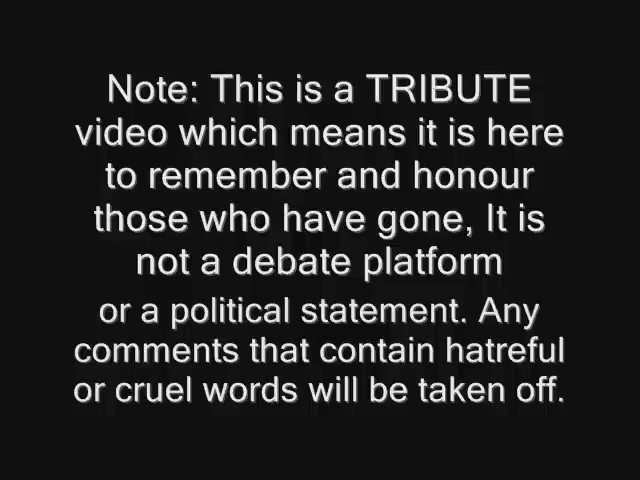 Note: This is a TRIBUTE
video which means it is here
to remember and honour
those who have gone, It is
not a debate platform
or a political statement. Any
comments that contain hatreful
or cruel words will be taken off.